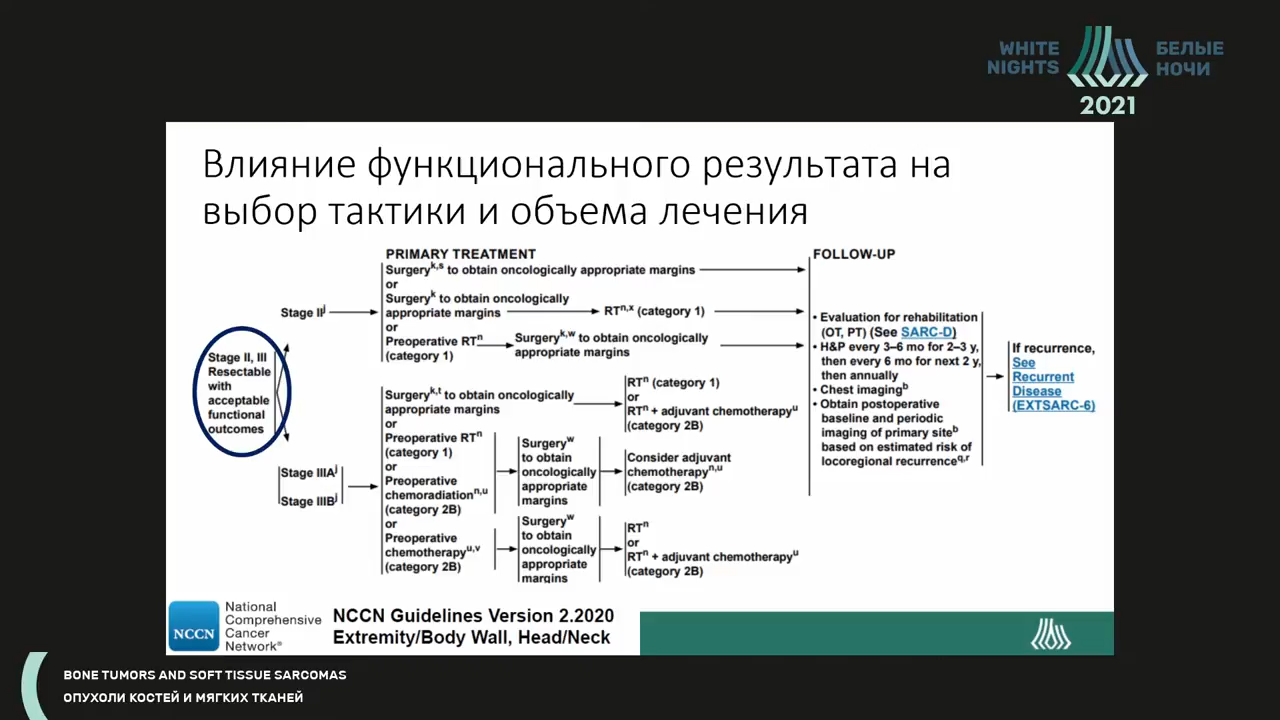 WHITE NIGHTS
БЕЛЫЕ НОЧИ
2021
Влияние функционального результата на
выбор тактики и объема лечения
PRIMARY TREATMENT
FOLLOW-UP
Stage II, III
Resectable
with
acceptable
functional
outcomes
Stage IIʲ
Surgeryᵏ,ˢ to obtain oncologically appropriate margins
or
Surgeryᵏ to obtain oncologically
appropriate margins
RTⁿ,ˣ (category 1)
or
Preoperative RTⁿ
(category 1)
Surgeryᵏ,ʷ to obtain oncologically
appropriate margins
Stage IIIAʲ
Stage IIIBʲ
Surgeryᵏ,ᵗ to obtain oncologically
appropriate margins
RTⁿ (category 1)
or
RTⁿ + adjuvant chemotherapyᵘ
(category 2B)
or
Preoperative RTⁿ
(category 1)
or
Preoperative
chemoradiationⁿ,ᵘ
(category 2B)
Surgeryʷ
to obtain
oncologically
appropriate
margins
Consider adjuvant
chemotherapyⁿ,ᵘ
(category 2B)
or
Preoperative
chemotherapyᵘ,ᵛ
(category 2B)
Surgeryʷ
to obtain
oncologically
appropriate
margins
RTⁿ
or
RTⁿ + adjuvant chemotherapyᵘ
(category 2B)
• Evaluation for rehabilitation
(OT, PT) (See SARC-D)
• H&P every 3–6 mo for 2–3 y,
then every 6 mo for next 2 y,
then annually
• Chest imagingᵇ
• Obtain postoperative
baseline and periodic
imaging of primary siteᵇ
based on estimated risk of
locoregional recurrence^q,r
If recurrence,
See
Recurrent
Disease
(EXTSARC-6)
NCCN
National
Comprehensive
Cancer
Network®
NCCN Guidelines Version 2.2020
Extremity/Body Wall, Head/Neck
BONE TUMORS AND SOFT TISSUE SARCOMAS
ОПУХОЛИ КОСТЕЙ И МЯГКИХ ТКАНЕЙ